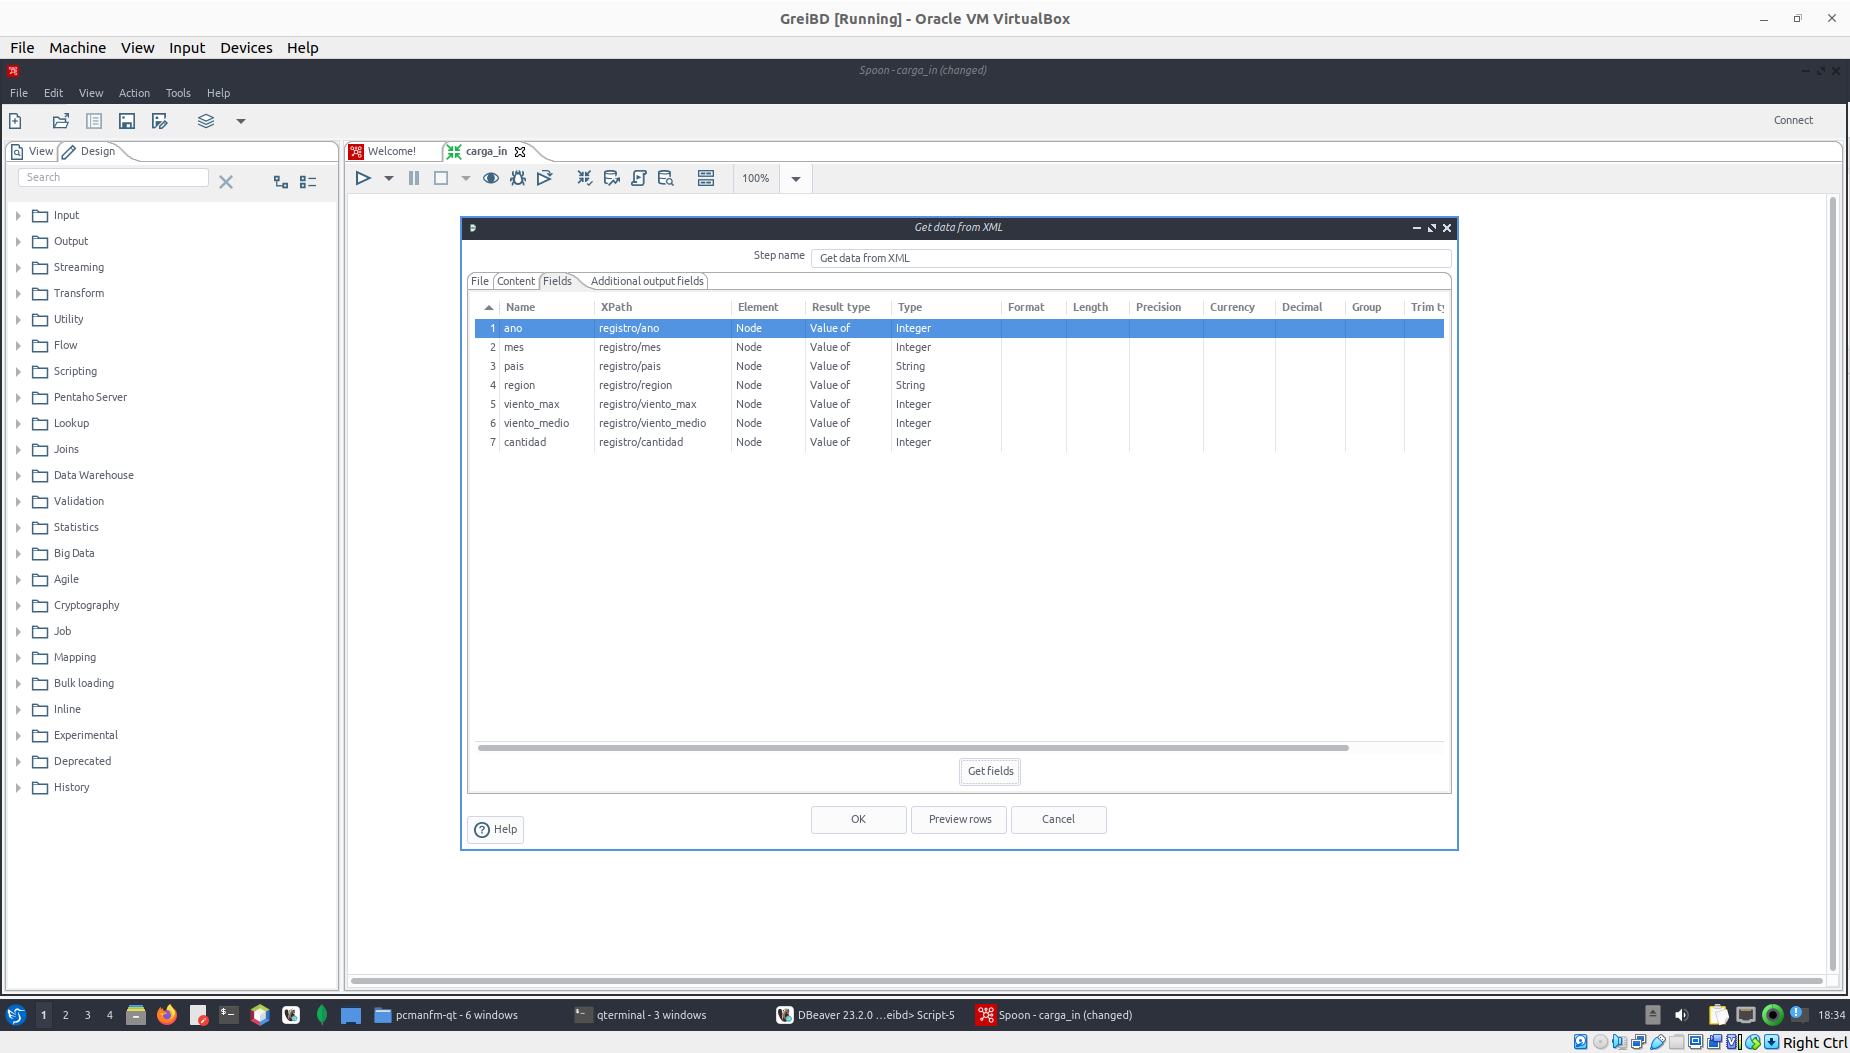 GreiBD [Running] - Oracle VM VirtualBox
File Machine View Input Devices Help
Spoon - carga_in (changed)
File Edit View Action Tools Help
Connect
View Design
Welcome! carga_in
Search
100%
Input
Output
Streaming
Transform
Utility
Flow
Scripting
Pentaho Server
Lookup
Joins
Data Warehouse
Validation
Statistics
Big Data
Agile
Cryptography
Job
Mapping
Bulk loading
Inline
Experimental
Deprecated
History
Get data from XML
Step name Get data from XML
File Content Fields Additional output fields
Name XPath Element Result type Type Format Length Precision Currency Decimal Group Trim ty
1 ano registro/ano Node Value of Integer
2 mes registro/mes Node Value of Integer
3 pais registro/pais Node Value of String
4 region registro/region Node Value of String
5 viento_max registro/viento_max Node Value of Integer
6 viento_medio registro/viento_medio Node Value of Integer
7 cantidad registro/cantidad Node Value of Integer
Get fields
Help OK Preview rows Cancel
1 2 3 4 pcmanfm-qt - 6 windows qterminal - 3 windows DBeaver 23.2.0 ...eibd> Script-5 Spoon - carga_in (changed) 18:34
Right Ctrl